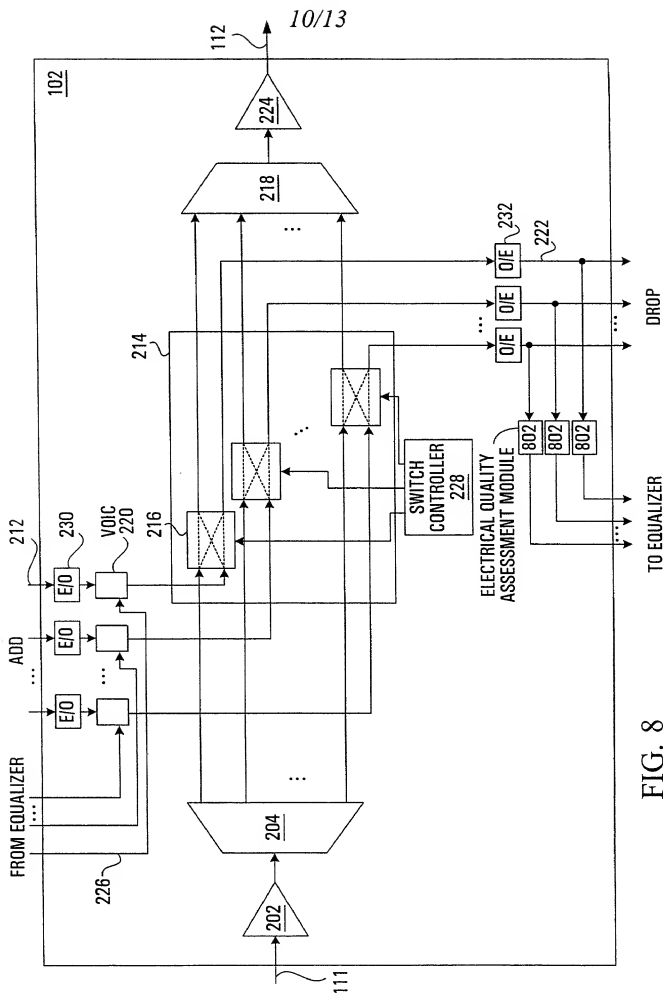 10/13
112
102
224
218
232
222
O/E
O/E
O/E
...
...
DROP
214
...
...
216
SWITCH
CONTROLLER
228
802
802
802
ELECTRICAL QUALITY
ASSESSMENT MODULE
TO EQUALIZER
...
212
230
VOIC
220
E/O
E/O
E/O
ADD
...
...
FROM EQUALIZER
...
226
204
...
202
111
FIG. 8